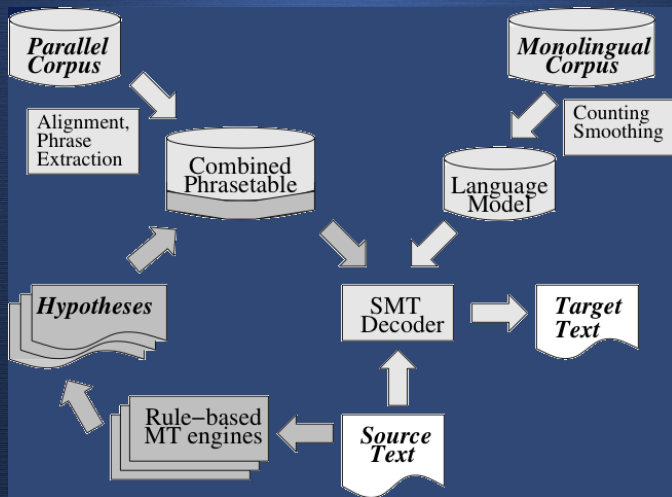 Parallel
Corpus
Monolingual
Corpus
Alignment,
Phrase
Extraction
Counting
Smoothing
Combined
Phrasetable
Language
Model
Hypotheses
SMT
Decoder
Target
Text
Rule−based
MT engines
Source
Text